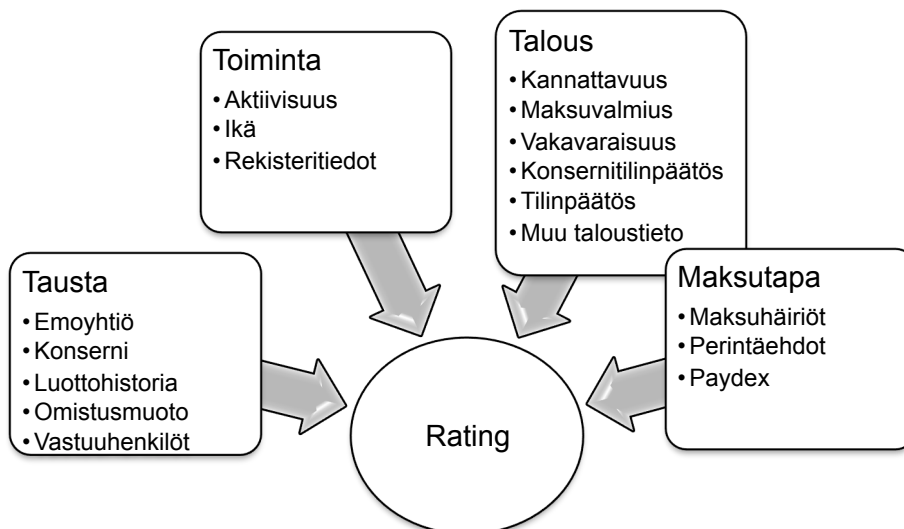 Toiminta
• Aktiivisuus
• Ikä
• Rekisteritiedot
Talous
• Kannattavuus
• Maksuvalmius
• Vakavaraisuus
• Konsernitilinpäätös
• Tilinpäätös
• Muu taloustieto
Tausta
• Emoyhtiö
• Konserni
• Luottohistoria
• Omistusmuoto
• Vastuuhenkilöt
Maksutapa
• Maksuhäiriöt
• Perintäehdot
• Paydex
Rating